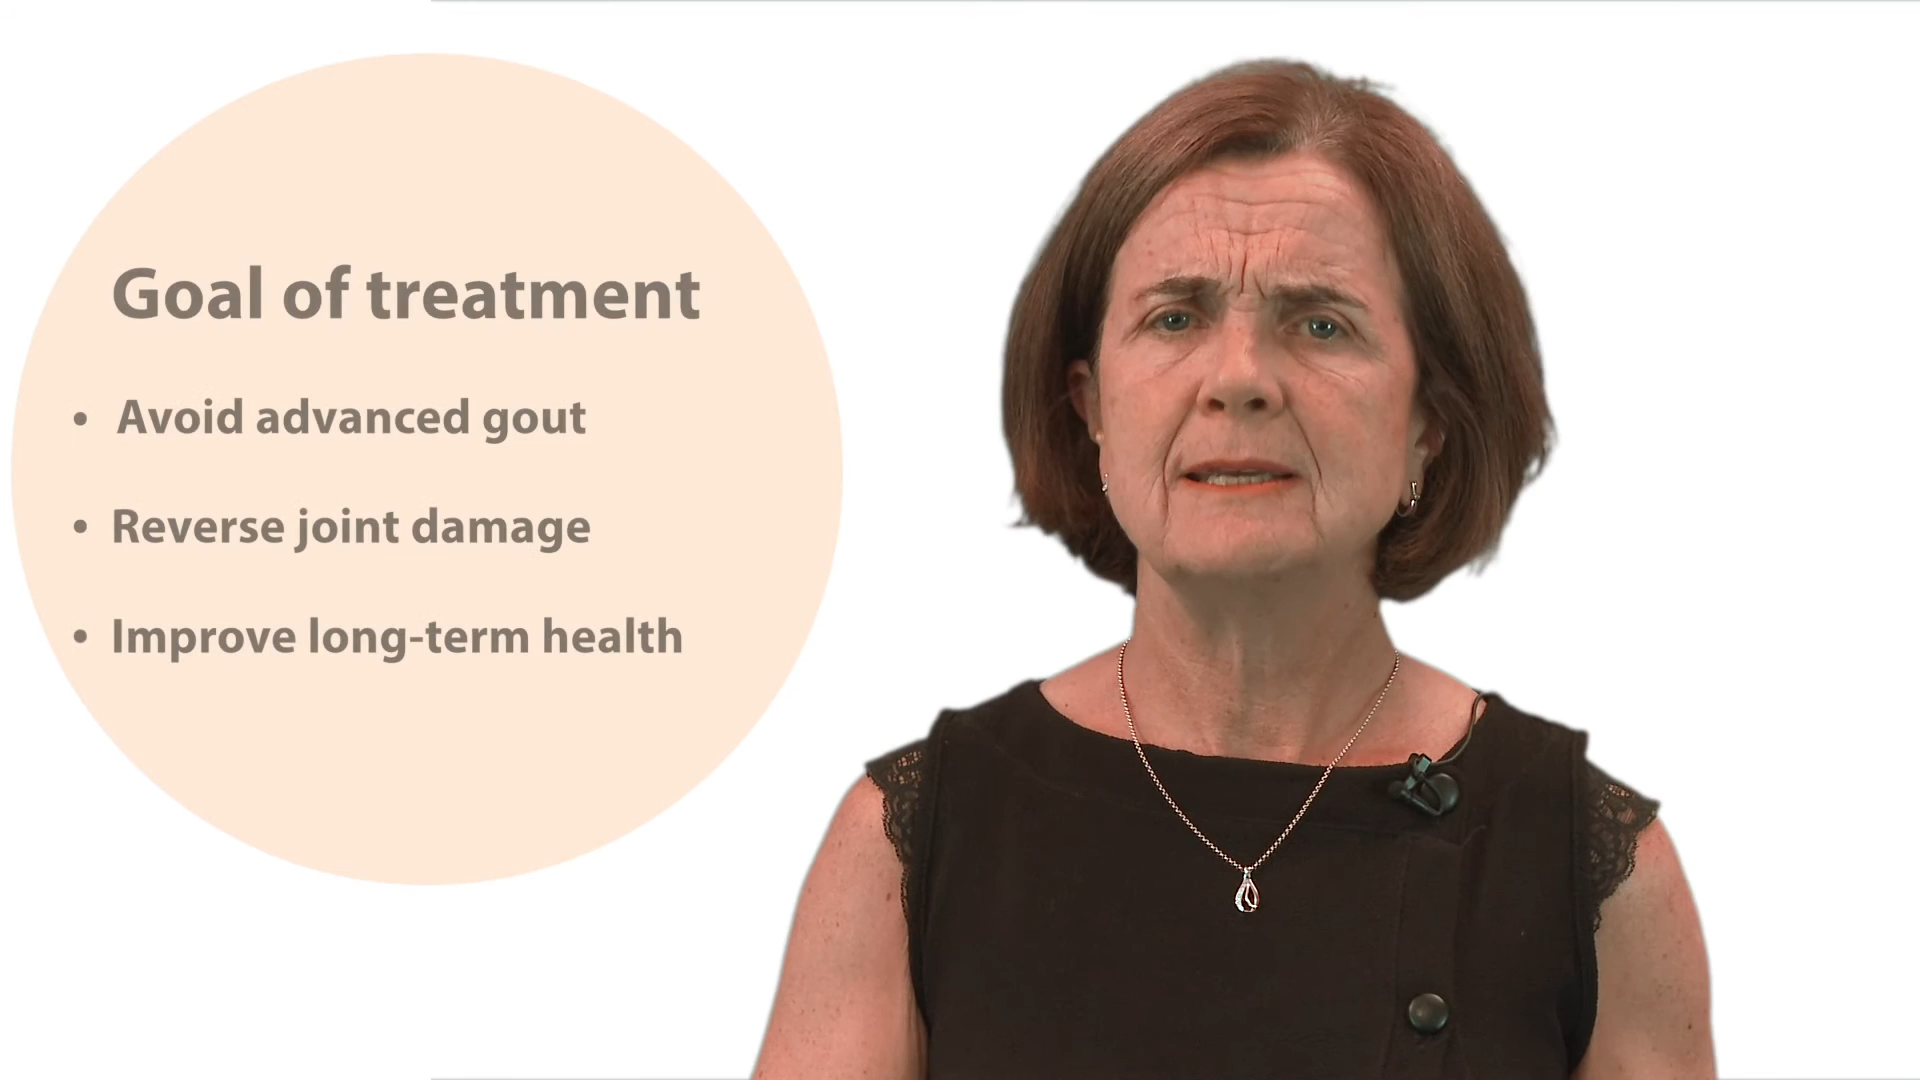 Goal of treatment
• Avoid advanced gout
• Reverse joint damage
• Improve long-term health